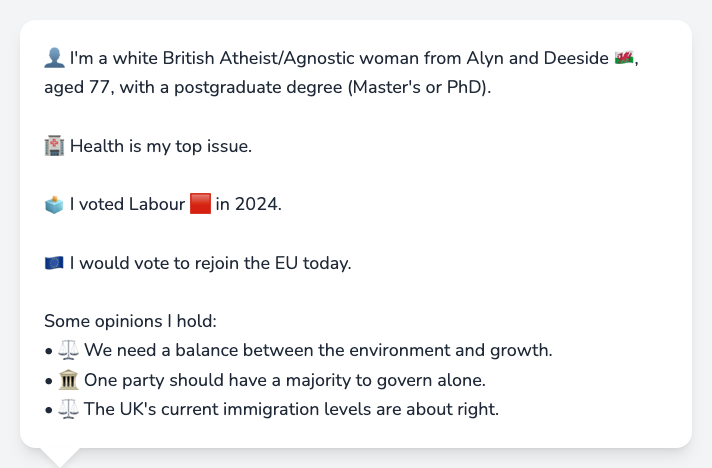 👤 I'm a white British Atheist/Agnostic woman from Alyn and Deeside 🏴󠁧󠁢󠁷󠁬󠁳󠁿,
aged 77, with a postgraduate degree (Master's or PhD).
🏥 Health is my top issue.
🗳️ I voted Labour 🟥 in 2024.
🇪🇺 I would vote to rejoin the EU today.
Some opinions I hold:
• ⚖️ We need a balance between the environment and growth.
• 🏛️ One party should have a majority to govern alone.
• ⚖️ The UK's current immigration levels are about right.